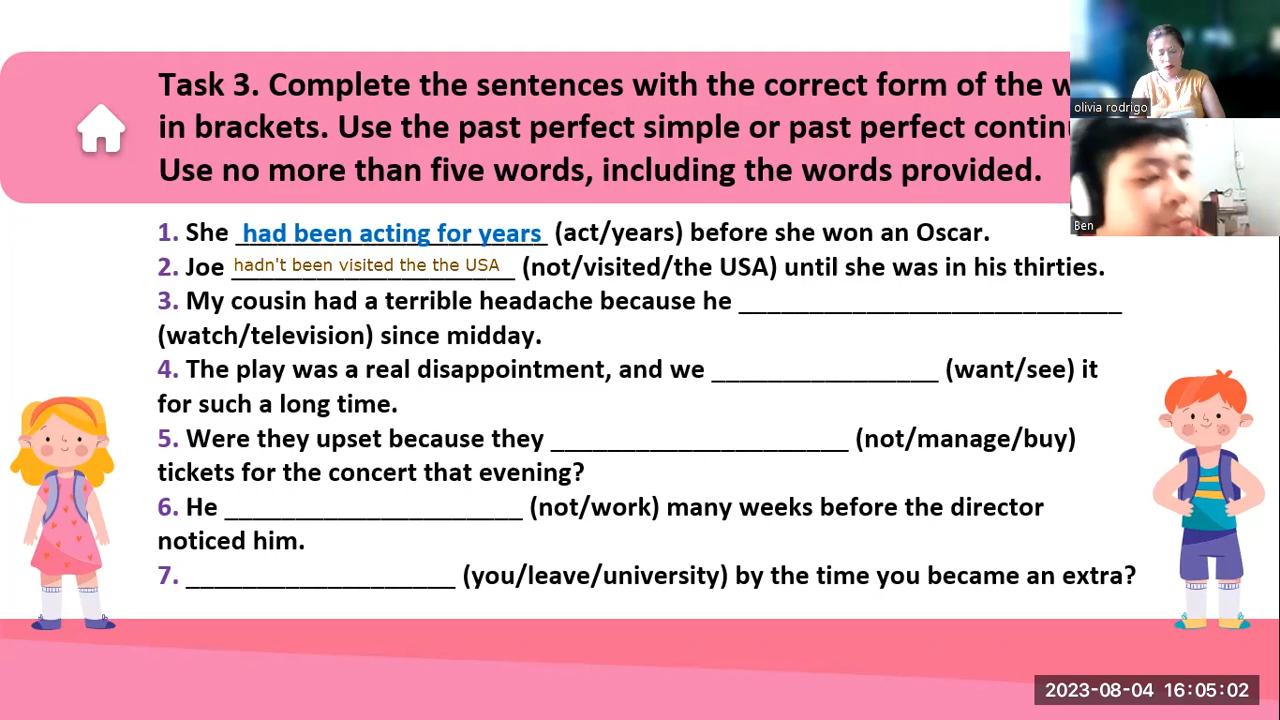 Task 3. Complete the sentences with the correct form of the
in brackets. Use the past perfect simple or past perfect
Use no more than five words, including the words provided.
olivia rodrigo
Ben
1. She had been acting for years (act/years) before she won an Oscar.
2. Joe hadn't been visited the the USA (not/visited/the USA) until she was in his thirties.
3. My cousin had a terrible headache because he ___________________________
(watch/television) since midday.
4. The play was a real disappointment, and we ________________ (want/see) it
for such a long time.
5. Were they upset because they _____________________ (not/manage/buy)
tickets for the concert that evening?
6. He _____________________ (not/work) many weeks before the director
noticed him.
7. ___________________ (you/leave/university) by the time you became an extra?
2023-08-04 16:05:02